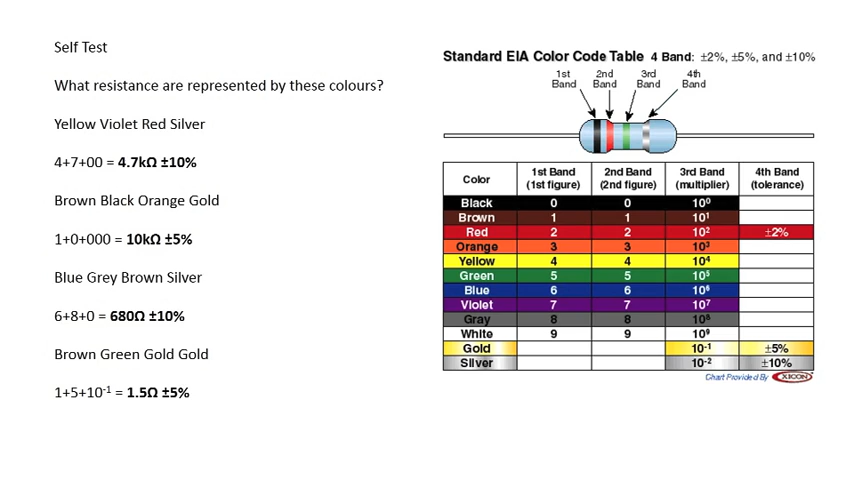 Self Test
What resistance are represented by these colours?
Yellow Violet Red Silver
4+7+00 = 4.7kΩ ±10%
Brown Black Orange Gold
1+0+000 = 10kΩ ±5%
Blue Grey Brown Silver
6+8+0 = 680Ω ±10%
Brown Green Gold Gold
1+5+10⁻¹ = 1.5Ω ±5%
Standard EIA Color Code Table 4 Band: ±2%, ±5%, and ±10%
1st Band 2nd Band 3rd Band 4th Band
Color 1st Band (1st figure) 2nd Band (2nd figure) 3rd Band (multiplier) 4th Band (tolerance)
Black 0 0 10⁰
Brown 1 1 10¹
Red 2 2 10² ±2%
Orange 3 3 10³
Yellow 4 4 10⁴
Green 5 5 10⁵
Blue 6 6 10⁶
Violet 7 7 10⁷
Gray 8 8 10⁸
White 9 9 10⁹
Gold 10⁻¹ ±5%
Silver 10⁻² ±10%
Chart Provided By XICON